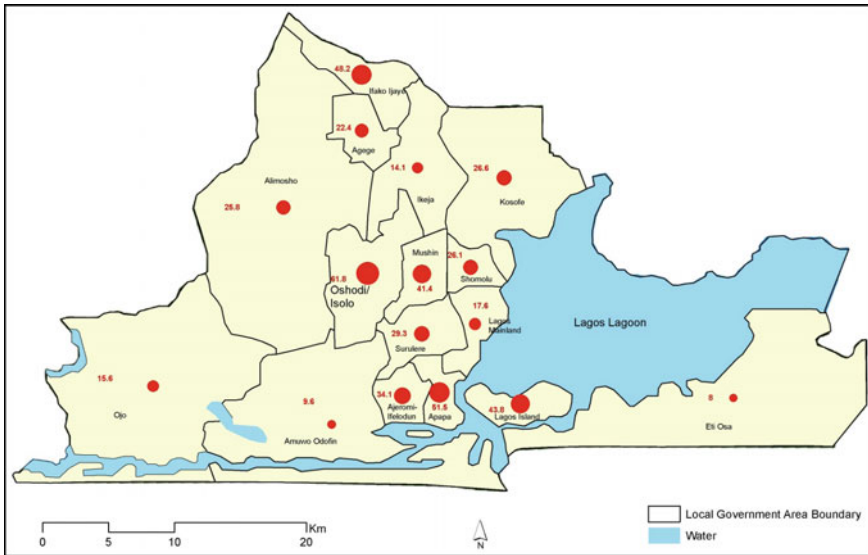 48.2
Ifako Ijaye
22.4
Agege
14.1
Ikeja
26.6
Kosofe
Alimosho
25.8
Mushin
41.4
26.1
Shomolu
61.8
Oshodi/
Isolo
17.6
Lagos
Mainland
Lagos Lagoon
29.3
Surulere
15.6
Ojo
9.6
Amuwo Odofin
34.1
Ajeromi-
Ifelodun
51.5
Apapa
43.8
Lagos Island
8
Eti Osa
0 5 10 20
Km
N
Local Government Area Boundary
Water